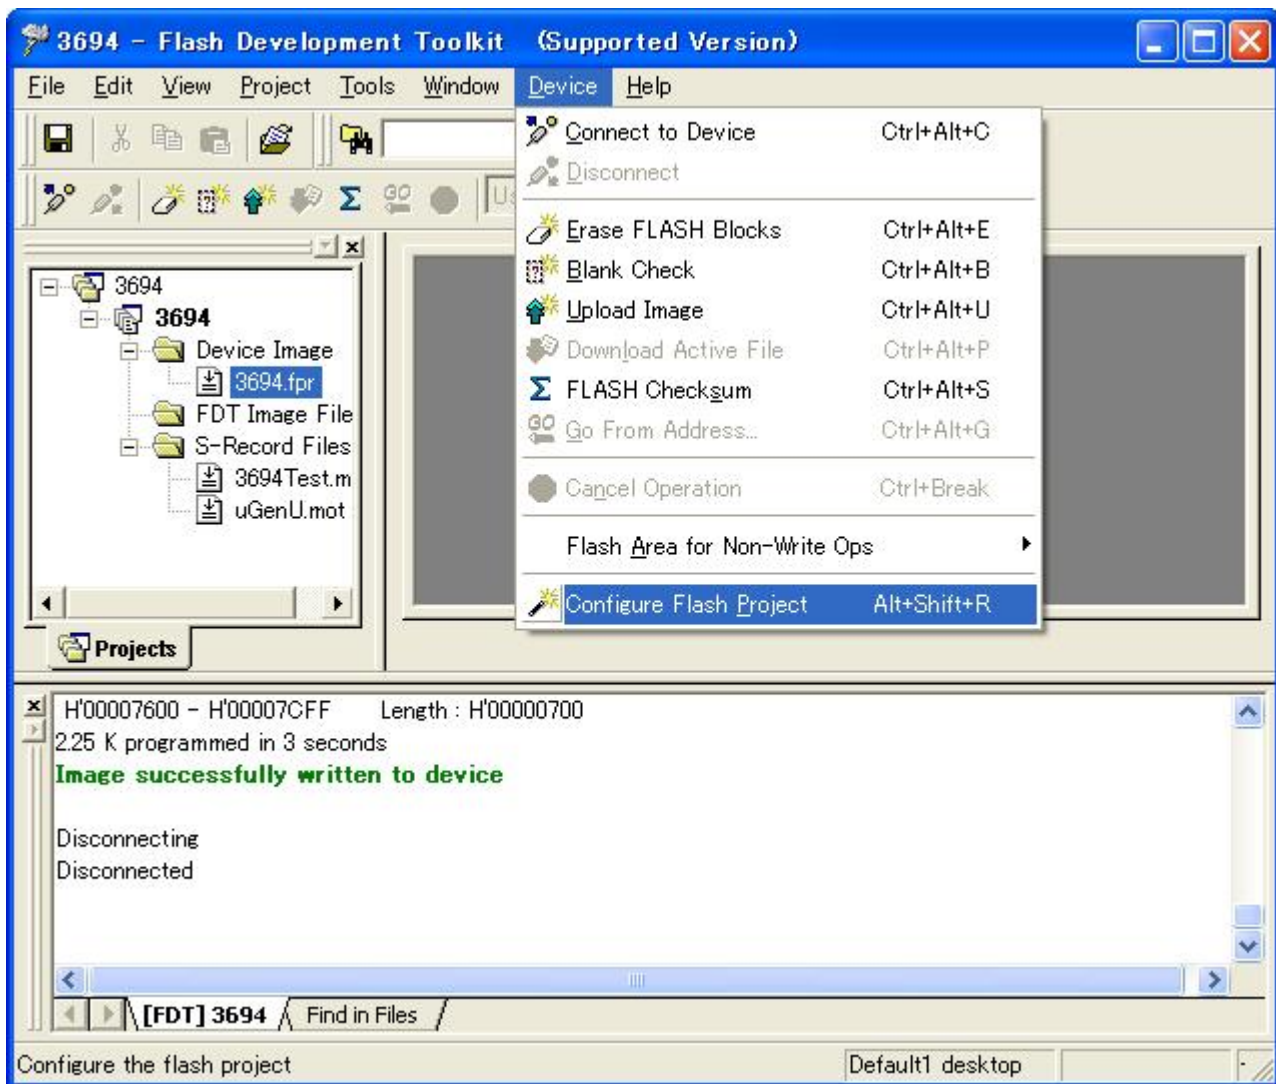 3694 - Flash Development Toolkit (Supported Version)
File Edit View Project Tools Window Device Help
Connect to Device Ctrl+Alt+C
Disconnect
Erase FLASH Blocks Ctrl+Alt+E
Blank Check Ctrl+Alt+B
Upload Image Ctrl+Alt+U
Download Active File Ctrl+Alt+P
FLASH Checksum Ctrl+Alt+S
GO Go From Address... Ctrl+Alt+G
Cancel Operation Ctrl+Break
Flash Area for Non-Write Ops
Configure Flash Project Alt+Shift+R
GO
3694
3694
Device Image
3694.fpr
FDT Image File
S-Record Files
3694Test.m
uGenU.mot
Projects
H'00007600 - H'00007CFF Length : H'00000700
2.25 K programmed in 3 seconds
Image successfully written to device
Disconnecting
Disconnected
[FDT] 3694 Find in Files
Configure the flash project Default1 desktop